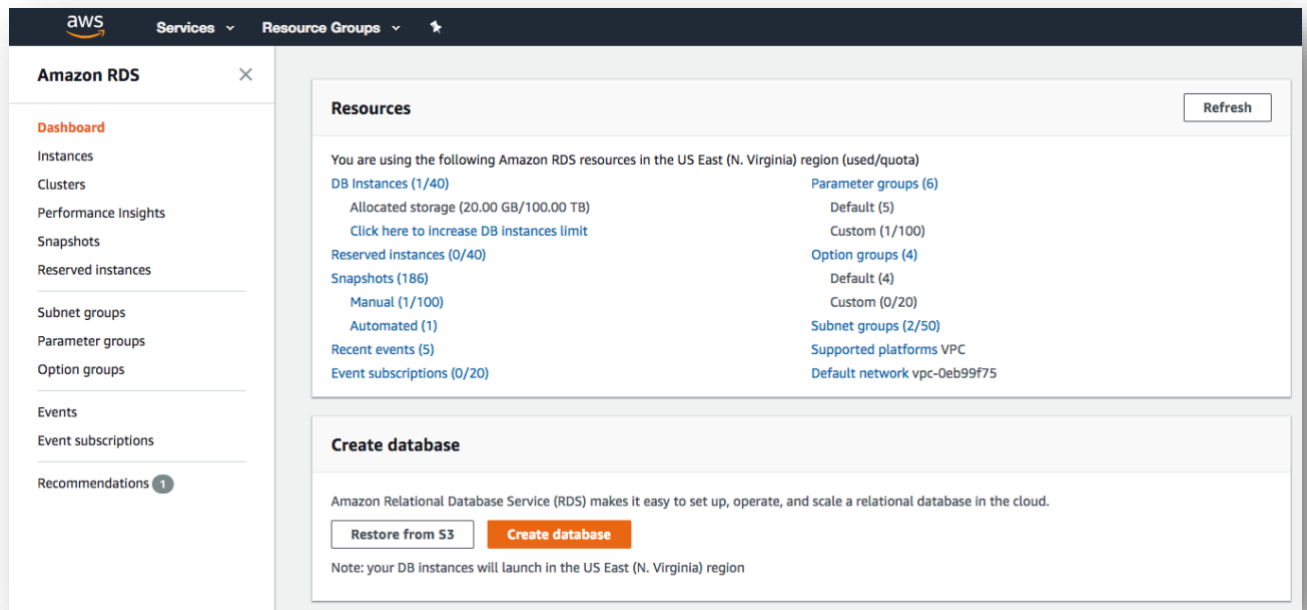 aws Services Resource Groups
Amazon RDS
Dashboard
Instances
Clusters
Performance Insights
Snapshots
Reserved instances
Subnet groups
Parameter groups
Option groups
Events
Event subscriptions
Recommendations 1
Resources
Refresh
You are using the following Amazon RDS resources in the US East (N. Virginia) region (used/quota)
DB Instances (1/40)
Allocated storage (20.00 GB/100.00 TB)
Click here to increase DB instances limit
Reserved instances (0/40)
Snapshots (186)
Manual (1/100)
Automated (1)
Recent events (5)
Event subscriptions (0/20)
Parameter groups (6)
Default (5)
Custom (1/100)
Option groups (4)
Default (4)
Custom (0/20)
Subnet groups (2/50)
Supported platforms VPC
Default network vpc-0eb99f75
Create database
Amazon Relational Database Service (RDS) makes it easy to set up, operate, and scale a relational database in the cloud.
Restore from S3
Create database
Note: your DB instances will launch in the US East (N. Virginia) region